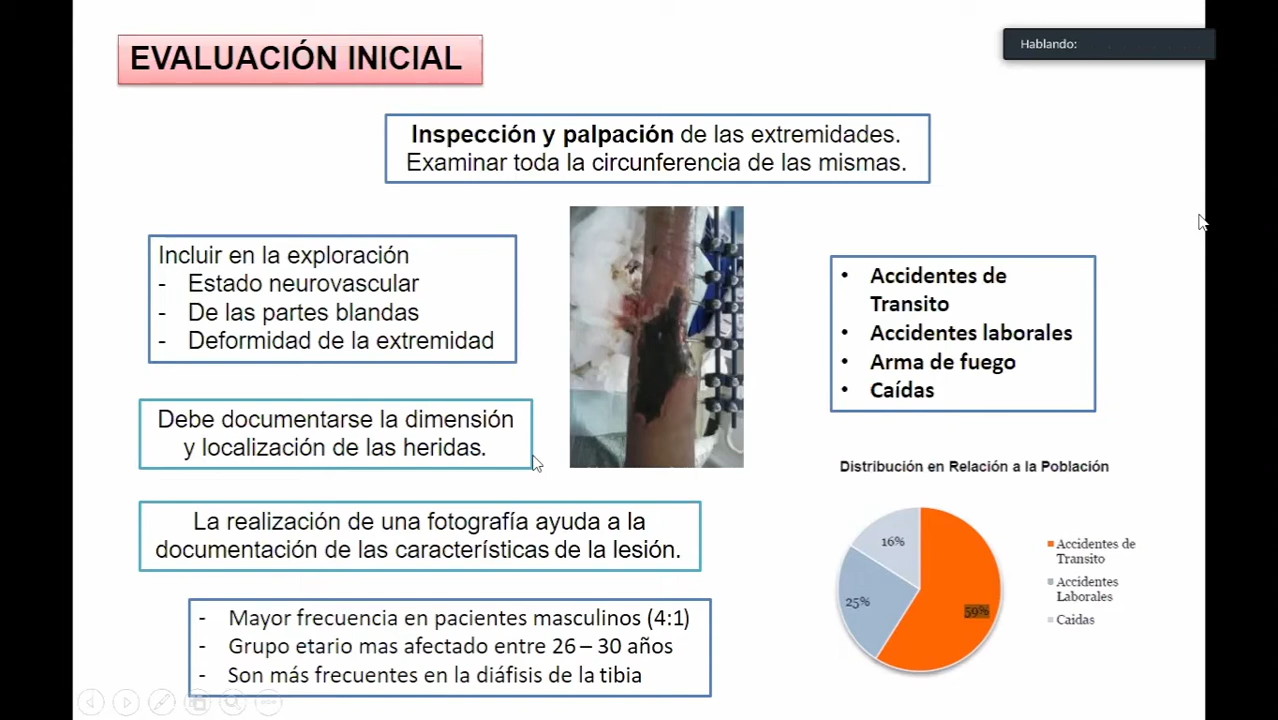 EVALUACIÓN INICIAL
Hablando:
Inspección y palpación de las extremidades.
Examinar toda la circunferencia de las mismas.
Incluir en la exploración
- Estado neurovascular
- De las partes blandas
- Deformidad de la extremidad
• Accidentes de
Transito
• Accidentes laborales
• Arma de fuego
• Caídas
Debe documentarse la dimensión
y localización de las heridas.
La realización de una fotografía ayuda a la
documentación de las características de la lesión.
- Mayor frecuencia en pacientes masculinos (4:1)
- Grupo etario mas afectado entre 26 – 30 años
- Son más frecuentes en la diáfisis de la tibia
Distribución en Relación a la Población
16%
25%
59%
Accidentes de
Transito
Accidentes
Laborales
Caidas